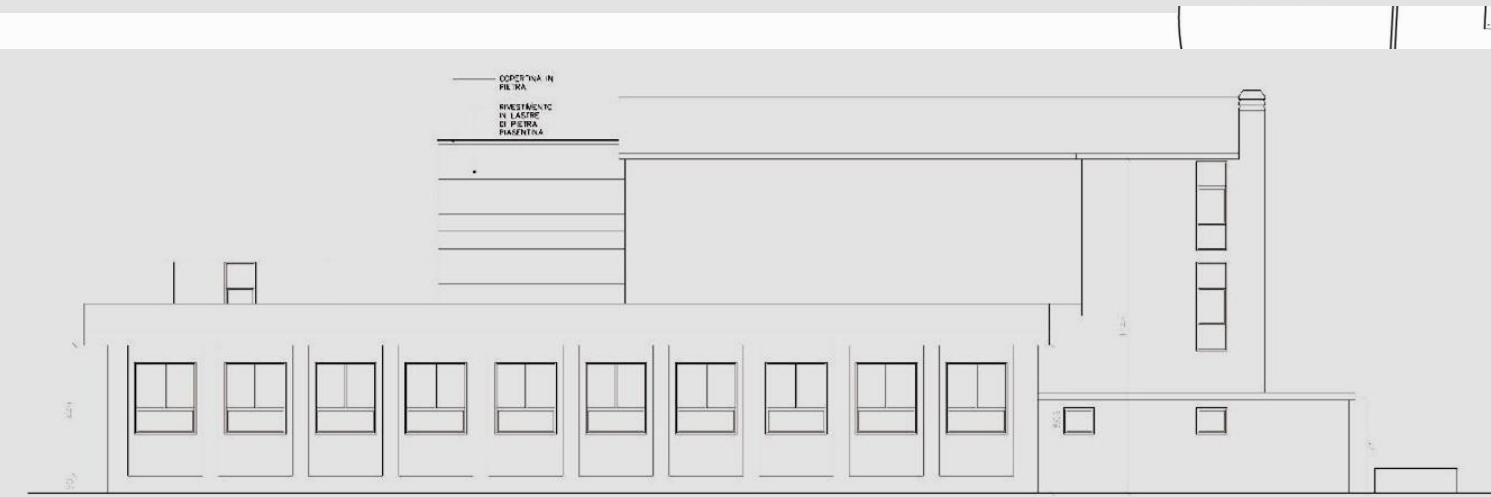 COPERTINA IN
PIETRA
RIVESTIMENTO
IN LASTRE
DI PIETRA
PIASENTINA